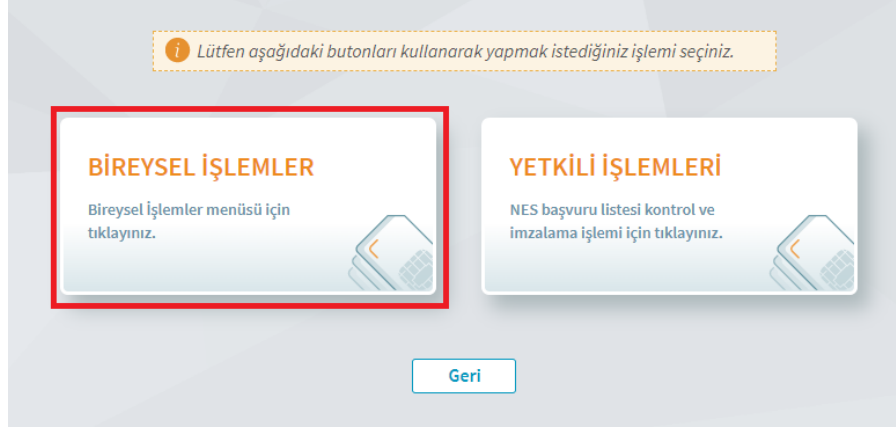 Lütfen aşağıdaki butonları kullanarak yapmak istediğiniz işlemi seçiniz.
BİREYSEL İŞLEMLER
Bireysel İşlemler menüsü için
tıklayınız.
YETKİLİ İŞLEMLERİ
NES başvuru listesi kontrol ve
imzalama işlemi için tıklayınız.
Geri